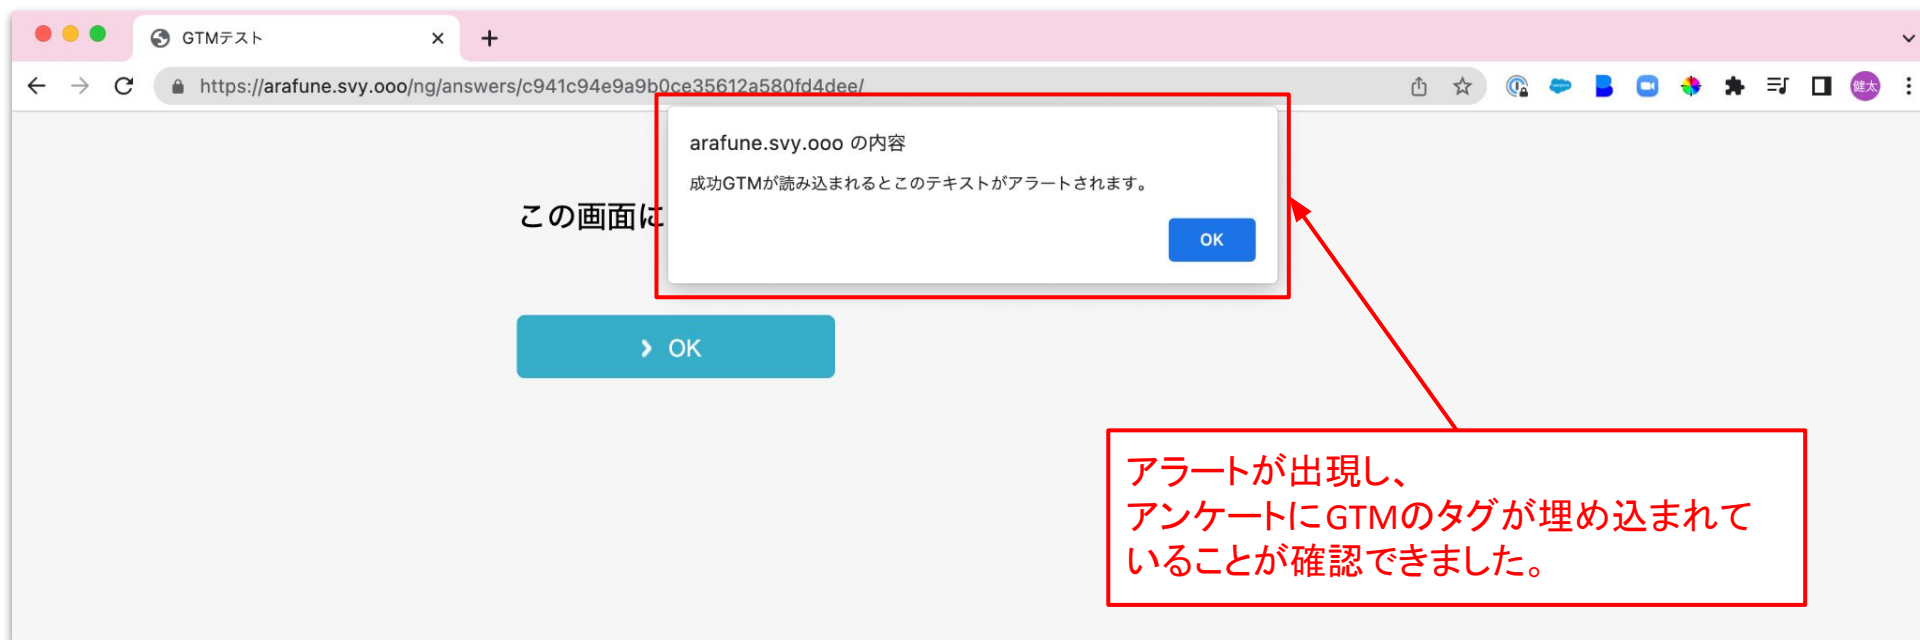 GTMテスト
https://arafune.svy.ooo/ng/answers/c941c94e9a9b0ce35612a580fd4dee/
健太
arafune.svy.ooo の内容
成功GTMが読み込まれるとこのテキストがアラートされます。
OK
この画面に
OK
アラートが出現し、
アンケートにGTMのタグが埋め込まれて
いることが確認できました。